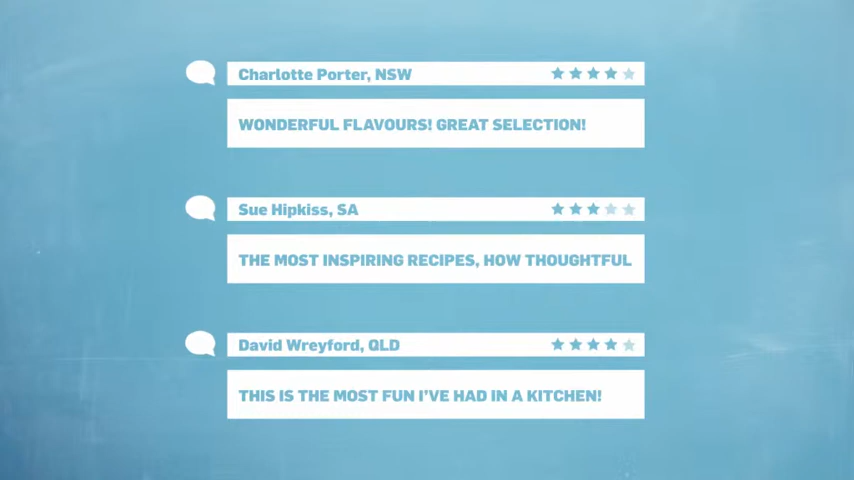 Charlotte Porter, NSW
WONDERFUL FLAVOURS! GREAT SELECTION!
Sue Hipkiss, SA
THE MOST INSPIRING RECIPES, HOW THOUGHTFUL
David Wreyford, QLD
THIS IS THE MOST FUN I'VE HAD IN A KITCHEN!